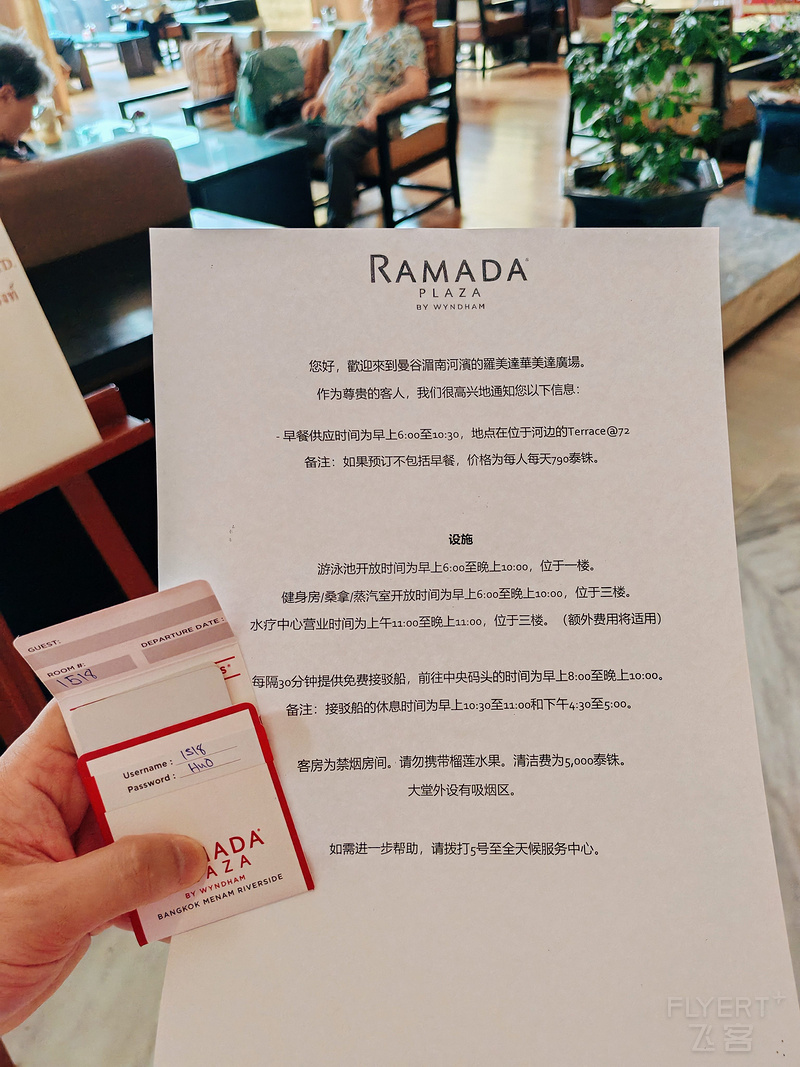 RAMADA
PLAZA
BY WYNDHAM
您好，歡迎來到曼谷湄南河濱的羅美達華美達廣場。
作为尊贵的客人，我们很高兴地通知您以下信息：
- 早餐供应时间为早上6:00至10:30，地点在位于河边的Terrace@72
备注：如果预订不包括早餐，价格为每人每天790泰铢。
设施
游泳池开放时间为早上6:00至晚上10:00，位于一楼。
健身房/桑拿/蒸汽室开放时间为早上6:00至晚上10:00，位于三楼。
水疗中心营业时间为上午11:00至晚上11:00，位于三楼。（额外费用将适用）
每隔30分钟提供免费接驳船，前往中央码头的时间为早上8:00至晚上10:00。
备注：接驳船的休息时间为早上10:30至11:00和下午4:30至5:00。
客房为禁烟房间。请勿携带榴莲水果。清洁费为5,000泰铢。
大堂外设有吸烟区。
如需进一步帮助，请拨打5号至全天候服务中心。
GUEST:
DEPARTURE DATE:
ROOM #:
1518
Username : 1518
Password : HuO
RAMADA
PLAZA
BY WYNDHAM
BANGKOK MENAM RIVERSIDE
FLYERT+
飞客